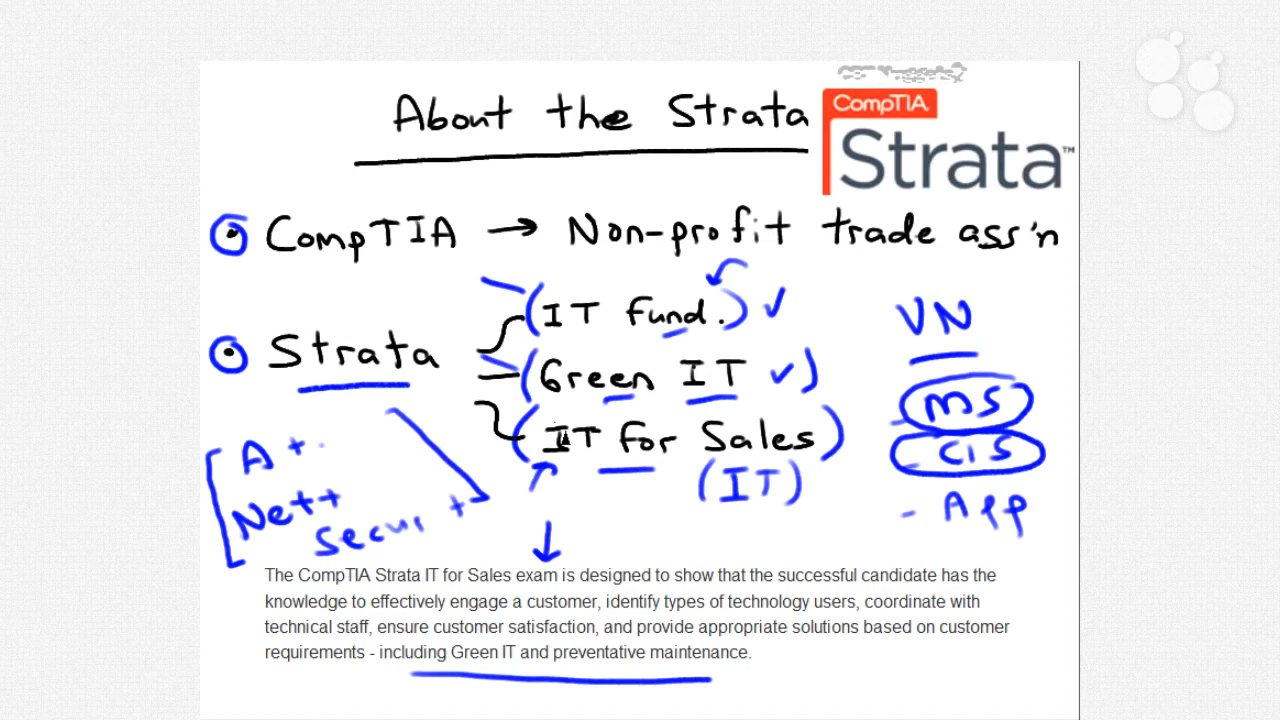 About the Strata
CompTIA
Strata™
CompTIA → Non-profit trade ass'n
IT Fund.
VN
Strata
Green IT
MS
IT for Sales
CIS
A+
(IT)
Net+
App
Secur +
The CompTIA Strata IT for Sales exam is designed to show that the successful candidate has the
knowledge to effectively engage a customer, identify types of technology users, coordinate with
technical staff, ensure customer satisfaction, and provide appropriate solutions based on customer
requirements - including Green IT and preventative maintenance.